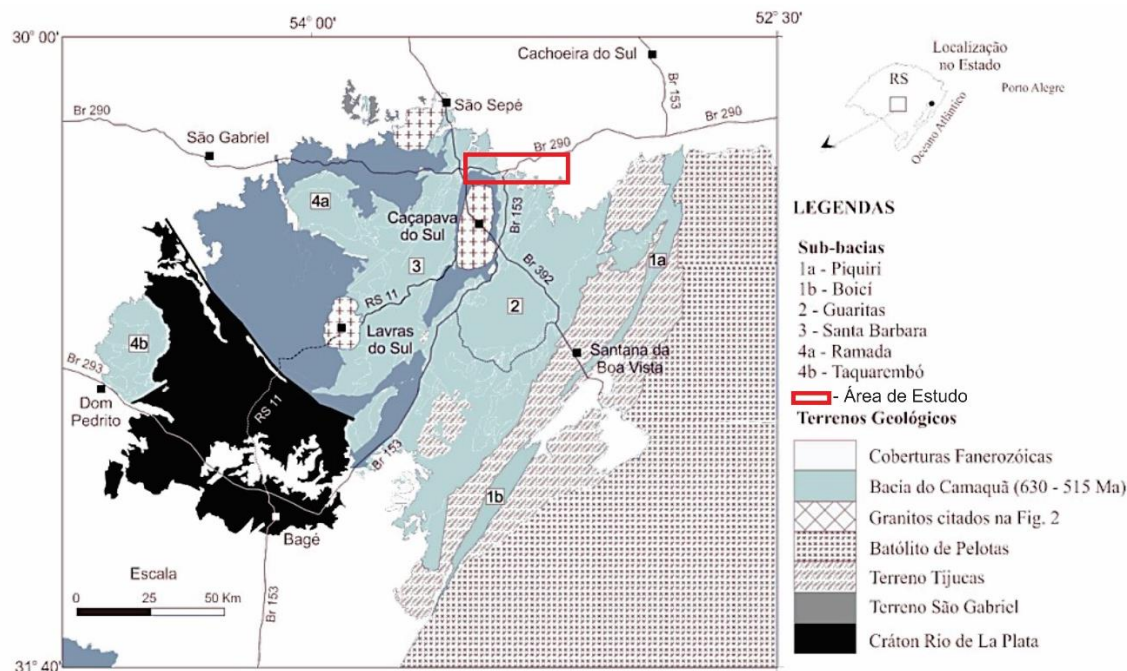 54° 00'
52° 30'
30° 00'
Cachoeira do Sul
Br 153
São Sepé
Br 290
Br 290
Br 290
São Gabriel
4a
Caçapava do Sul
Br 153
3
Br 392
1a
RS 11
2
4b
Lavras do Sul
Santana da Boa Vista
Br 293
Dom Pedrito
RS 11
Br 153
1b
Bagé
Escala
0 25 50 Km
Br 153
31° 40'
Localização
no Estado
RS
Porto Alegre
Oceano Atlântico
LEGENDAS
Sub-bacias
1a - Piquiri
1b - Boicí
2 - Guaritas
3 - Santa Barbara
4a - Ramada
4b - Taquarembó
- Área de Estudo
Terrenos Geológicos
Coberturas Fanerozóicas
Bacia do Camaquã (630 - 515 Ma)
Granitos citados na Fig. 2
Batólito de Pelotas
Terreno Tijucas
Terreno São Gabriel
Cráton Rio de La Plata